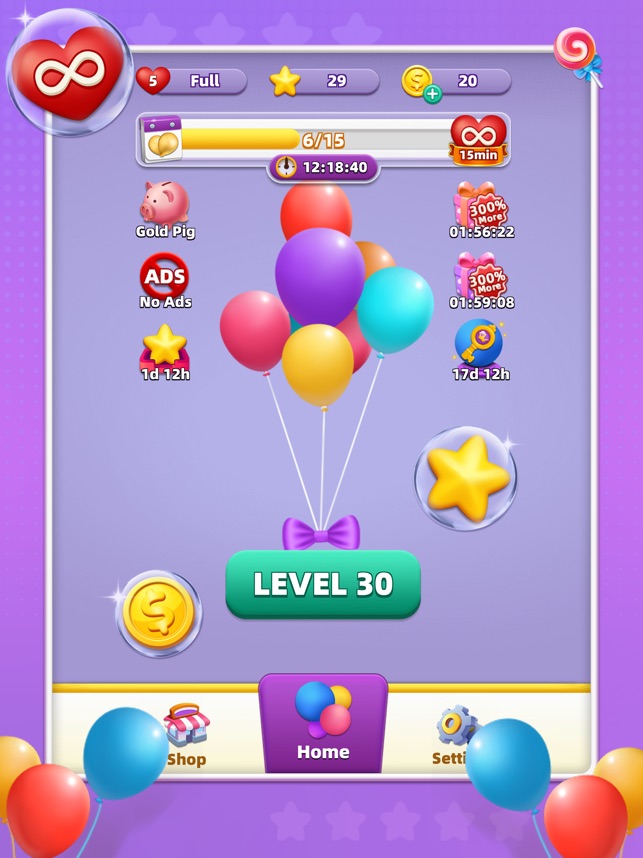 5
Full
29
20
6/15
15min
12:18:40
Gold Pig
300%
More
01:56:22
ADS
No Ads
300%
More
01:59:08
1d 12h
17d 12h
LEVEL 30
Shop
Home
Setti